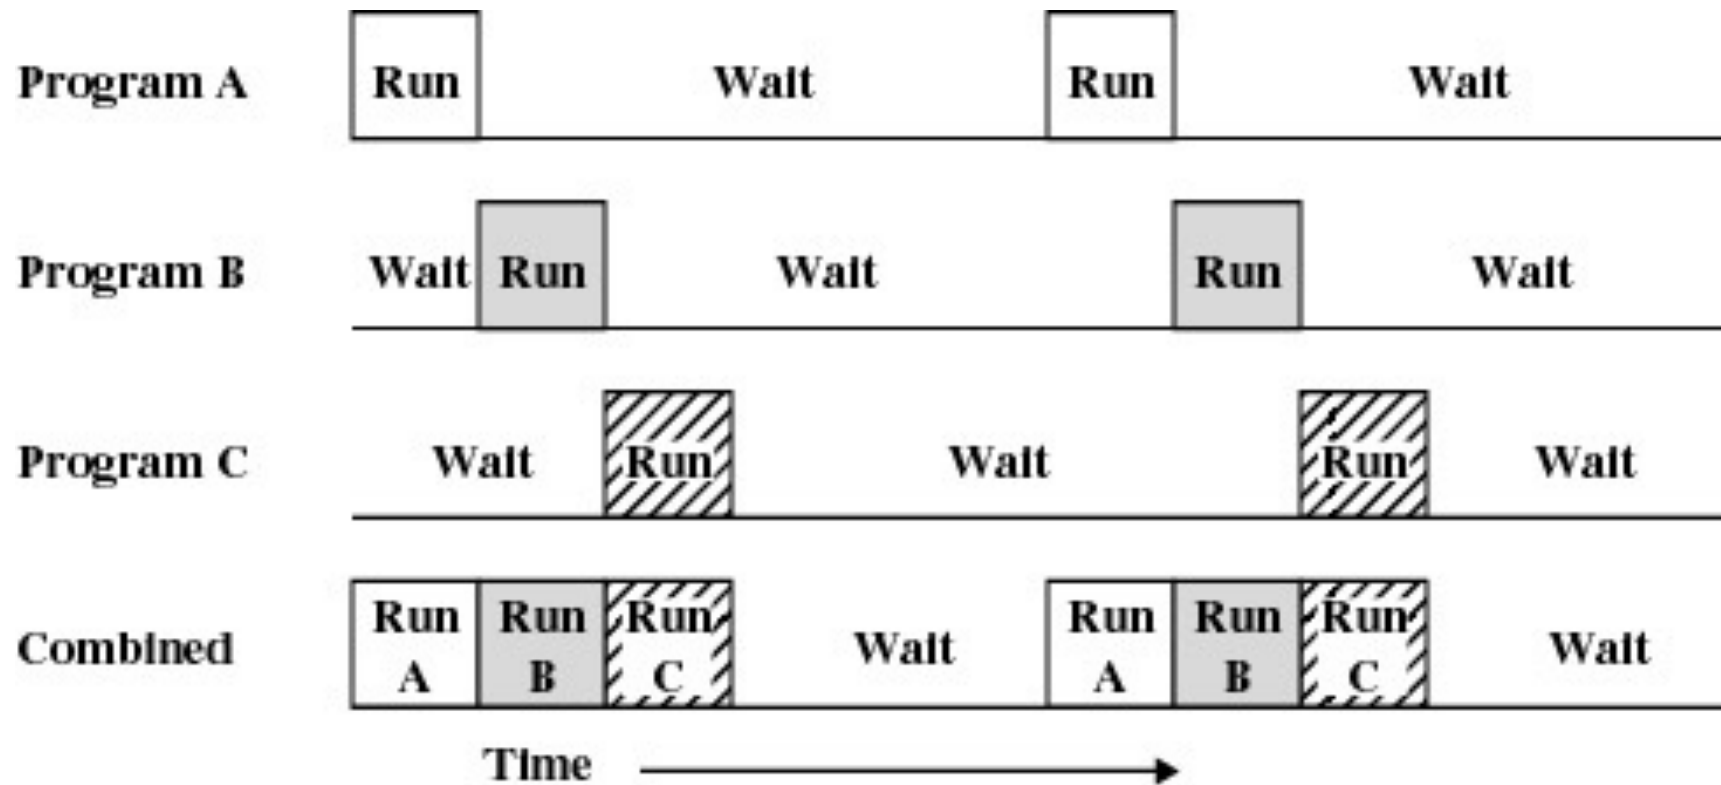 Program A Run Wait Run Wait
Program B Wait Run Wait Run Wait
Program C Wait Run Wait Run Wait
Combined Run A Run B Run C Wait Run A Run B Run C Wait
Time